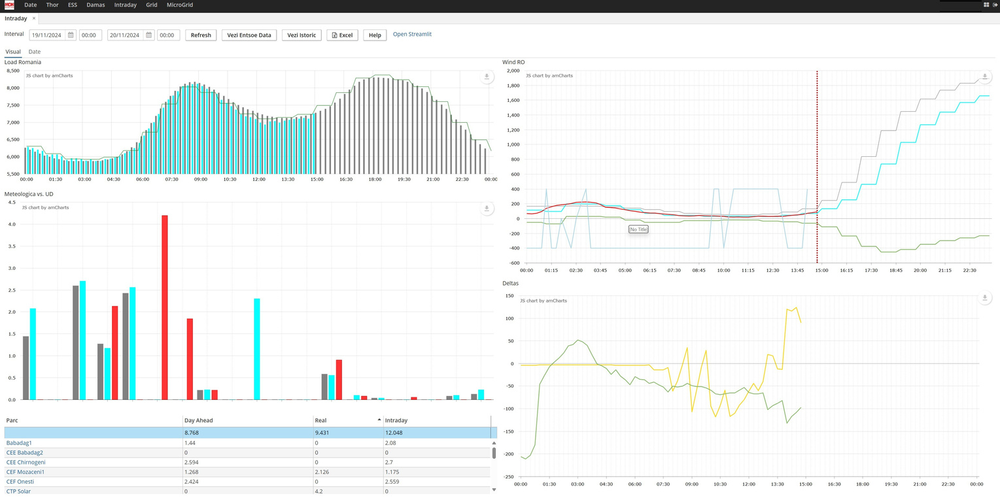 MOK Date Thor ESS Damas Intraday Grid MicroGrid
Intraday ×
Interval 19/11/2024 00:00 20/11/2024 00:00 Refresh Vezi Entsoe Data Vezi Istoric Excel Help Open Streamlit
Visual Date
Load Romania
JS chart by amCharts
8,500
8,000
7,500
7,000
6,500
6,000
5,500
00:00 01:30 03:00 04:30 06:00 07:30 09:00 10:30 12:00 13:30 15:00 16:30 18:00 19:30 21:00 22:30 00:00
Meteologica vs. UD
JS chart by amCharts
4.5
4.0
3.5
3.0
2.5
2.0
1.5
1.0
0.5
0.0
Parc Day Ahead Real Intraday
8.768 9.431 12.048
Babadag1 1.44 0 2.08
CEE Babadag2 0 0 0
CEE Chirnogeni 2.594 0 2.7
CEF Mozaceni1 1.268 2.126 1.175
CEF Onesti 2.424 0 2.559
CTP Solar 0 4.2 0
Wind RO
JS chart by amCharts
2,000
1,800
1,600
1,400
1,200
1,000
800
600
400
200
0
-200
-400
-600
[No Title]
00:00 01:15 02:30 03:45 05:00 06:15 07:30 08:45 10:00 11:15 12:30 13:45 15:00 16:15 17:30 18:45 20:00 21:15 22:30
Deltas
JS chart by amCharts
150
100
50
0
-50
-100
-150
-200
-250
00:00 01:30 03:00 04:30 06:00 07:30 09:00 10:30 12:00 13:30 15:00 16:30 18:00 19:30 21:00 22:30 00:00